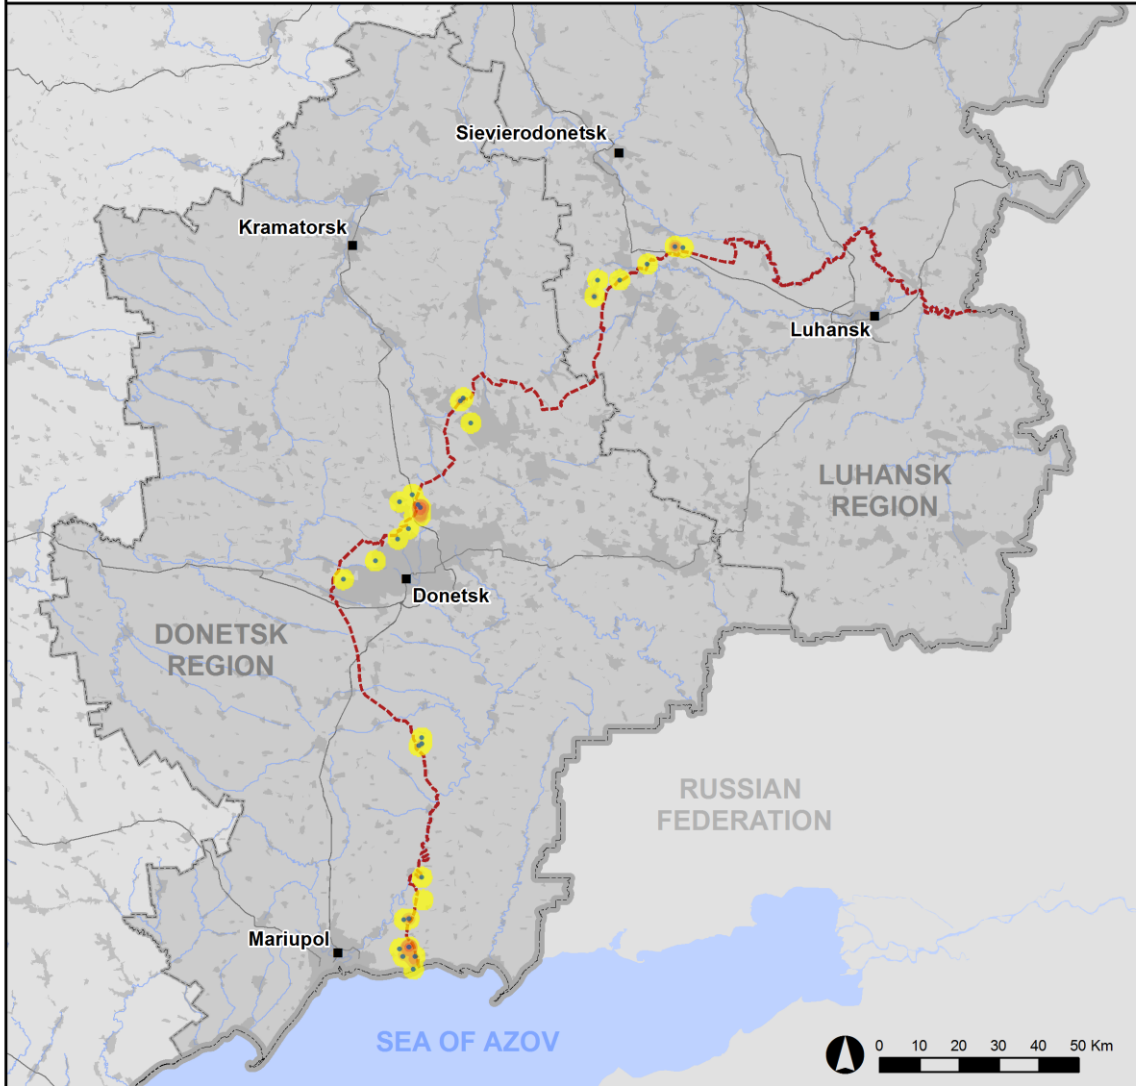 Sievierodonetsk
Kramatorsk
Luhansk
LUHANSK
REGION
Donetsk
DONETSK
REGION
RUSSIAN
FEDERATION
Mariupol
SEA OF AZOV
0 10 20 30 40 50 Km